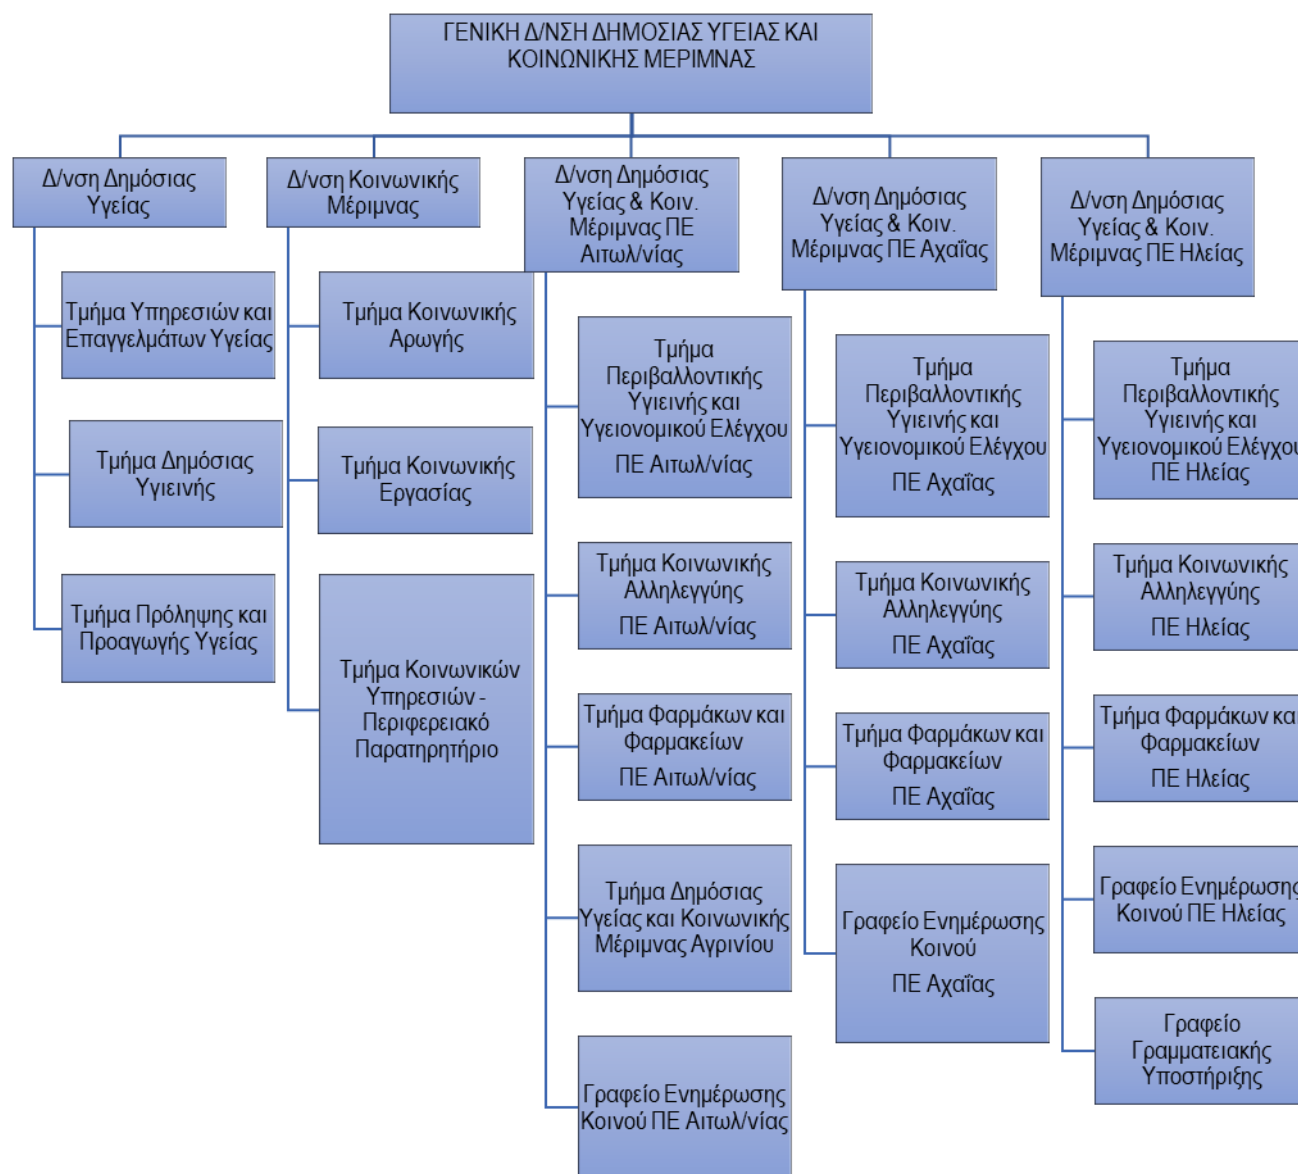 ΓΕΝΙΚΗ Δ/ΝΣΗ ΔΗΜΟΣΙΑΣ ΥΓΕΙΑΣ ΚΑΙ
ΚΟΙΝΩΝΙΚΗΣ ΜΕΡΙΜΝΑΣ
Δ/νση Δημόσιας
Υγείας
Τμήμα Υπηρεσιών και
Επαγγελμάτων Υγείας
Τμήμα Δημόσιας
Υγιεινής
Τμήμα Πρόληψης και
Προαγωγής Υγείας
Δ/νση Κοινωνικής
Μέριμνας
Τμήμα Κοινωνικής
Αρωγής
Τμήμα Κοινωνικής
Εργασίας
Τμήμα Κοινωνικών
Υπηρεσιών -
Περιφερειακό
Παρατηρητήριο
Δ/νση Δημόσιας
Υγείας & Κοιν.
Μέριμνας ΠΕ
Αιτωλ/νίας
Τμήμα
Περιβαλλοντικής
Υγιεινής και
Υγειονομικού Ελέγχου
ΠΕ Αιτωλ/νίας
Τμήμα Κοινωνικής
Αλληλεγγύης
ΠΕ Αιτωλ/νίας
Τμήμα Φαρμάκων και
Φαρμακείων
ΠΕ Αιτωλ/νίας
Τμήμα Δημόσιας
Υγείας και Κοινωνικής
Μέριμνας Αγρινίου
Γραφείο Ενημέρωσης
Κοινού ΠΕ Αιτωλ/νίας
Δ/νση Δημόσιας
Υγείας & Κοιν.
Μέριμνας ΠΕ Αχαΐας
Τμήμα
Περιβαλλοντικής
Υγιεινής και
Υγειονομικού Ελέγχου
ΠΕ Αχαΐας
Τμήμα Κοινωνικής
Αλληλεγγύης
ΠΕ Αχαΐας
Τμήμα Φαρμάκων και
Φαρμακείων
ΠΕ Αχαΐας
Γραφείο Ενημέρωσης
Κοινού
ΠΕ Αχαΐας
Δ/νση Δημόσιας
Υγείας & Κοιν.
Μέριμνας ΠΕ Ηλείας
Τμήμα
Περιβαλλοντικής
Υγιεινής και
Υγειονομικού Ελέγχου
ΠΕ Ηλείας
Τμήμα Κοινωνικής
Αλληλεγγύης
ΠΕ Ηλείας
Τμήμα Φαρμάκων και
Φαρμακείων
ΠΕ Ηλείας
Γραφείο Ενημέρωσης
Κοινού ΠΕ Ηλείας
Γραφείο
Γραμματειακής
Υποστήριξης